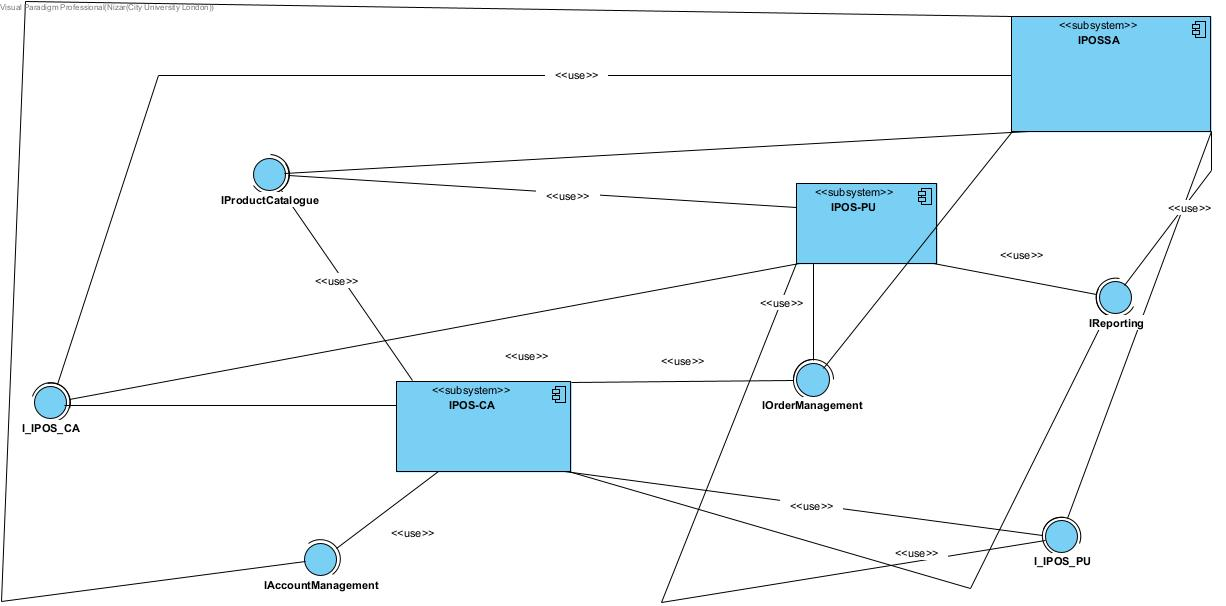 Visual Paradigm Professional(Nizar(City University London))
<<subsystem>>
IPOSSA
<<use>>
IProductCatalogue
<<use>>
<<subsystem>>
IPOS-PU
<<use>>
<<use>>
<<use>>
<<use>>
IReporting
<<use>>
<<use>>
<<subsystem>>
IPOS-CA
IOrderManagement
I_IPOS_CA
<<use>>
<<use>>
<<use>>
I_IPOS_PU
IAccountManagement